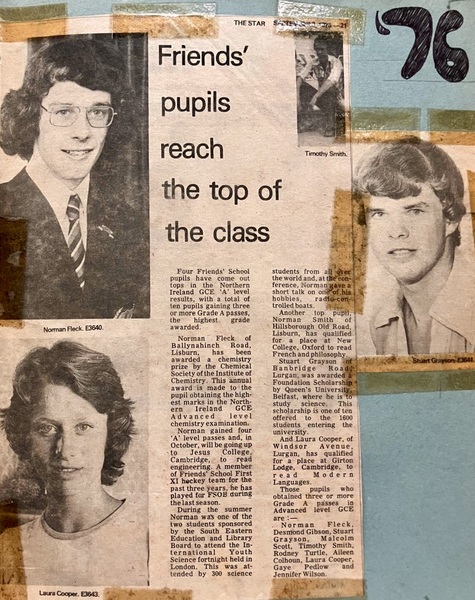 THE STAR
'76
Friends'
pupils
reach
the top of
the class
Timothy Smith.
Norman Fleck. E3640.
Stuart Grayson. E364
Laura Cooper. E3643.
Four Friends' School
pupils have come out
tops in the Northern
Ireland GCE 'A' level
results, with a total of
ten pupils gaining three
or more Grade A passes,
the highest grade
awarded.
Norman Fleck of
Ballynahinch Road,
Lisburn, has been
awarded a chemistry
prize by the Chemical
Society of the Institute of
Chemistry. This annual
award is made to the
pupil obtaining the high-
est marks in the North-
ern Ireland GCE
Advanced level
chemistry examination.
Norman gained four
'A' level passes and, in
October, will be going up
to Jesus College,
Cambridge, to read
engineering. A member
of Friends' School First
XI hockey team for the
past three years, he has
played for FSOB during
the last season.
During the summer
Norman was one of the
two students sponsored
by the South Eastern
Education and Library
Board to attend the In-
ternational Youth
Science fortnight held in
London. This was at-
tended by 300 science
students from all over
the world and, at the con-
ference, Norman gave a
short talk on one of his
hobbies, radio-con-
trolled boats.
Another top pupil,
Norman Smith of
Hillsborough Old Road,
Lisburn, has qualified
for a place at New
College, Oxford to read
French and philosophy.
Stuart Grayson of
Banbridge Road,
Lurgan, was awarded a
Foundation Scholarship
by Queen's University,
Belfast, where he is to
study science. This
scholarship is one of ten
offered to the 1600
students entering the
university.
And Laura Cooper, of
Windsor Avenue,
Lurgan, has qualified
for a place at Girton
Lodge, Cambridge, to
read Modern
Languages.
Those pupils who
obtained three or more
Grade A passes in
Advanced level GCE
are :—
Norman Fleck,
Desmond Gibson, Stuart
Grayson, Malcolm
Scott, Timothy Smith,
Rodney Turtle, Aileen
Colhoun, Laura Cooper,
Gaye Pedlow and
Jennifer Wilson.